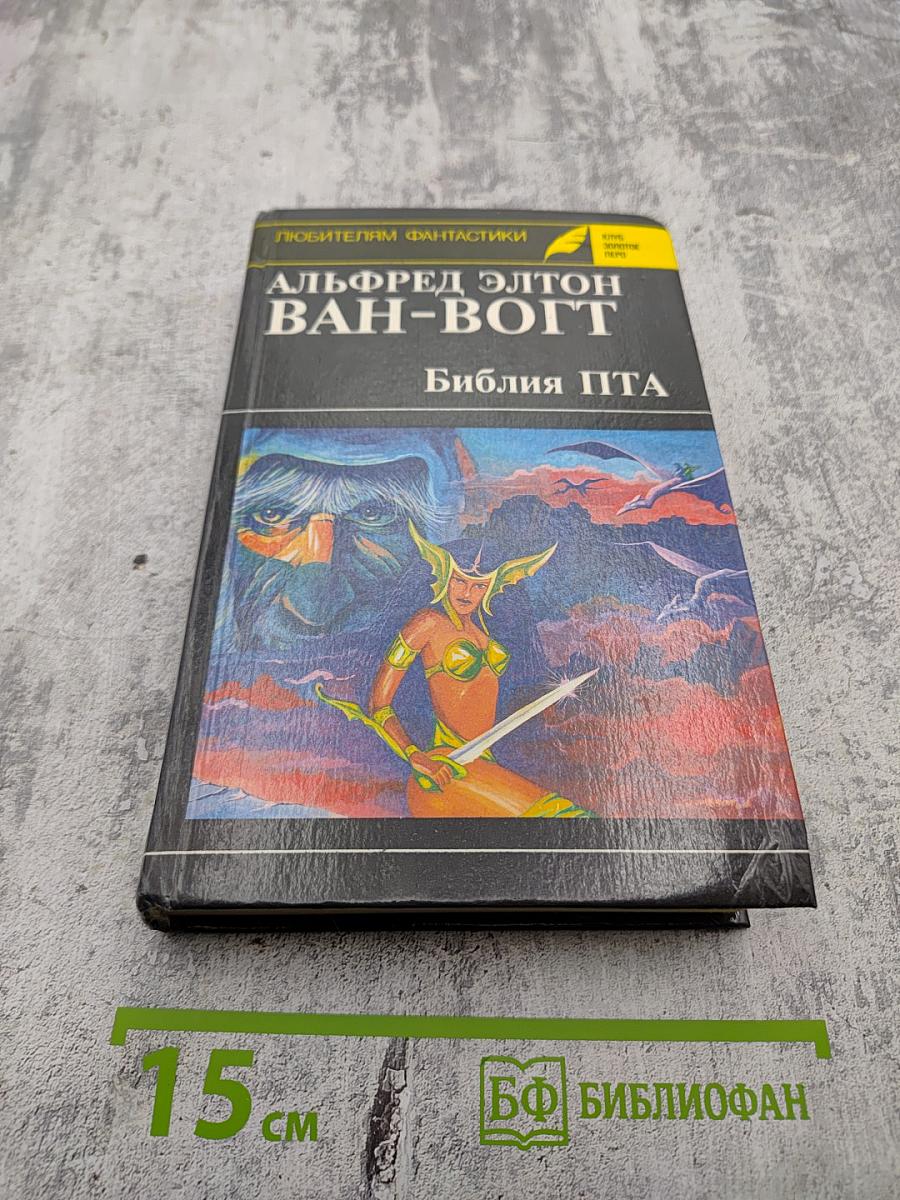 ЛЮБИТЕЛЯМ ФАНТАСТИКИ
КЛУБ
ЗОЛОТОЕ
ПЕРО
АЛЬФРЕД ЭЛТОН
ВАН-ВОГТ
Библия ПТА
15 см
БФ БИБЛИОФАН